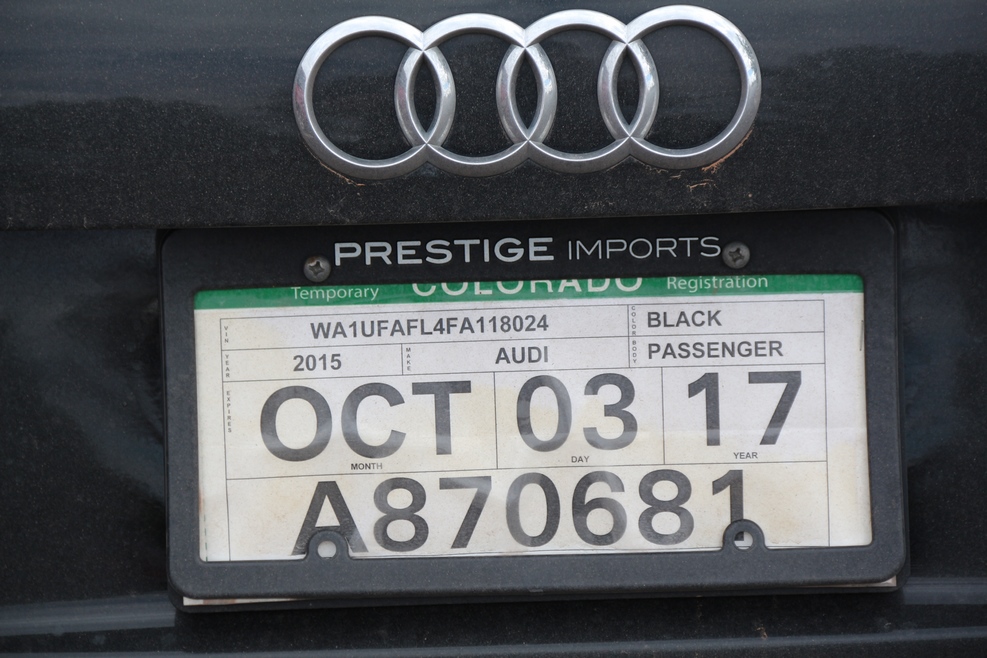 PRESTIGE IMPORTS
Temporary COLORADO Registration
VIN WA1UFAFL4FA118024 COLOR BLACK
YEAR 2015 MAKE AUDI BODY PASSENGER
EXPIRES OCT 03 17
MONTH DAY YEAR
A870681